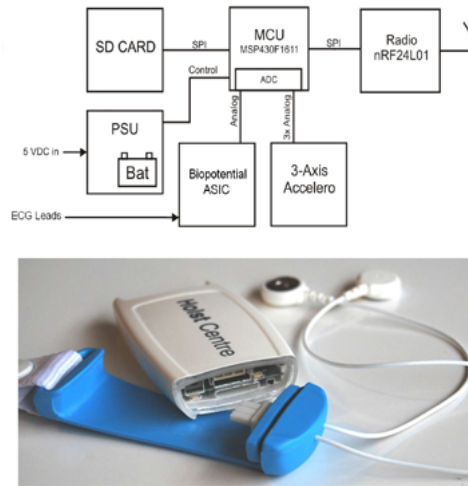 SD CARD
SPI
MCU
MSP430F1611
ADC
SPI
Radio
nRF24L01
Control
PSU
Bat
5 VDC in
Analog
3x Analog
Biopotential
ASIC
3-Axis
Accelero
ECG Leads
Holst Centre